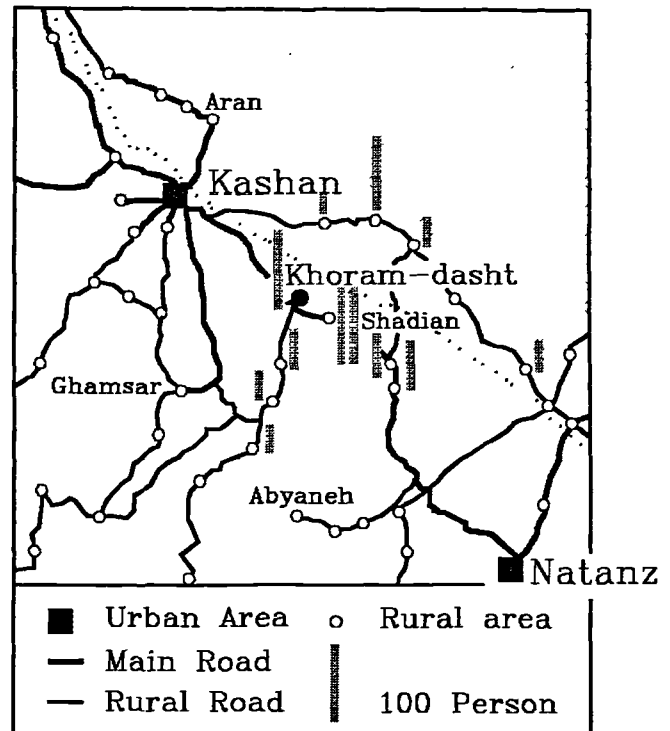 Aran
Kashan
Khoram-dasht
Shadian
Ghamsar
Abyaneh
Natanz
Urban Area
Rural area
Main Road
Rural Road
100 Person